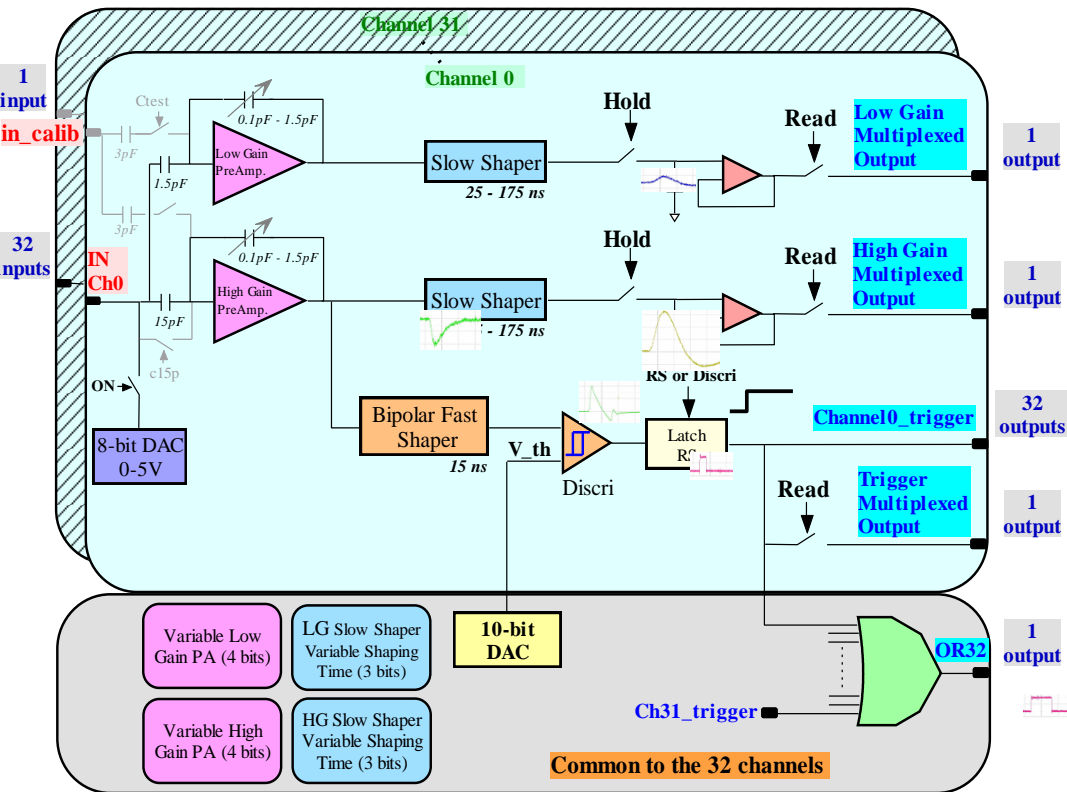 Channel 31
Channel 0
1
input
in_calib
Ctest
3pF
1.5pF
3pF
0.1pF - 1.5pF
Low Gain
PreAmp.
Slow Shaper
25 - 175 ns
Hold
Read
Low Gain
Multiplexed
Output
1
output
32
inputs
IN
Ch0
15pF
c15p
0.1pF - 1.5pF
High Gain
PreAmp.
Slow Shaper
- 175 ns
Hold
Read
High Gain
Multiplexed
Output
1
output
ON
8-bit DAC
0-5V
Bipolar Fast
Shaper
15 ns
V_th
Discri
RS or Discri
Latch
RS
Channel0_trigger
32
outputs
Read
Trigger
Multiplexed
Output
1
output
Variable Low
Gain PA (4 bits)
LG Slow Shaper
Variable Shaping
Time (3 bits)
10-bit
DAC
Variable High
Gain PA (4 bits)
HG Slow Shaper
Variable Shaping
Time (3 bits)
OR32
1
output
Ch31_trigger
Common to the 32 channels